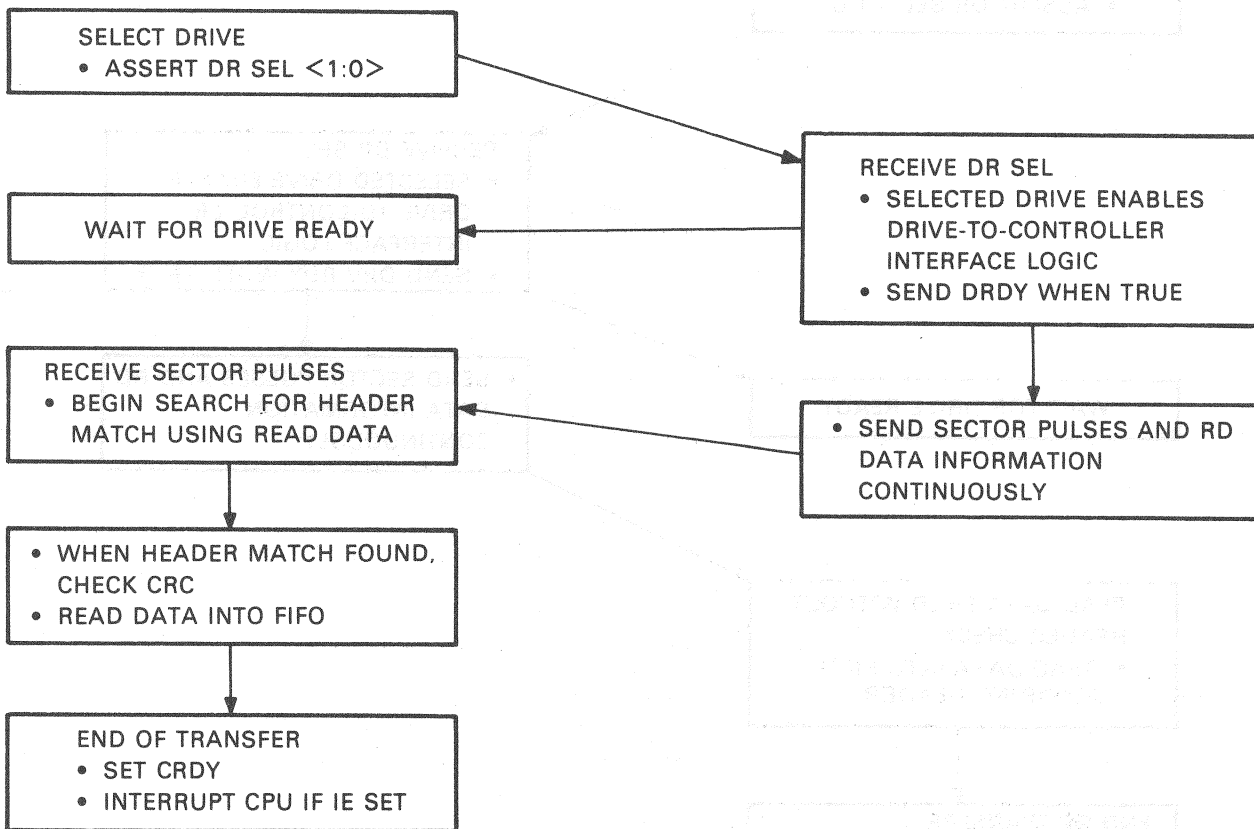 SELECT DRIVE
• ASSERT DR SEL <1:0>
RECEIVE DR SEL
• SELECTED DRIVE ENABLES
DRIVE-TO-CONTROLLER
INTERFACE LOGIC
• SEND DRDY WHEN TRUE
WAIT FOR DRIVE READY
• SEND SECTOR PULSES AND RD
DATA INFORMATION
CONTINUOUSLY
RECEIVE SECTOR PULSES
• BEGIN SEARCH FOR HEADER
MATCH USING READ DATA
• WHEN HEADER MATCH FOUND,
CHECK CRC
• READ DATA INTO FIFO
END OF TRANSFER
• SET CRDY
• INTERRUPT CPU IF IE SET